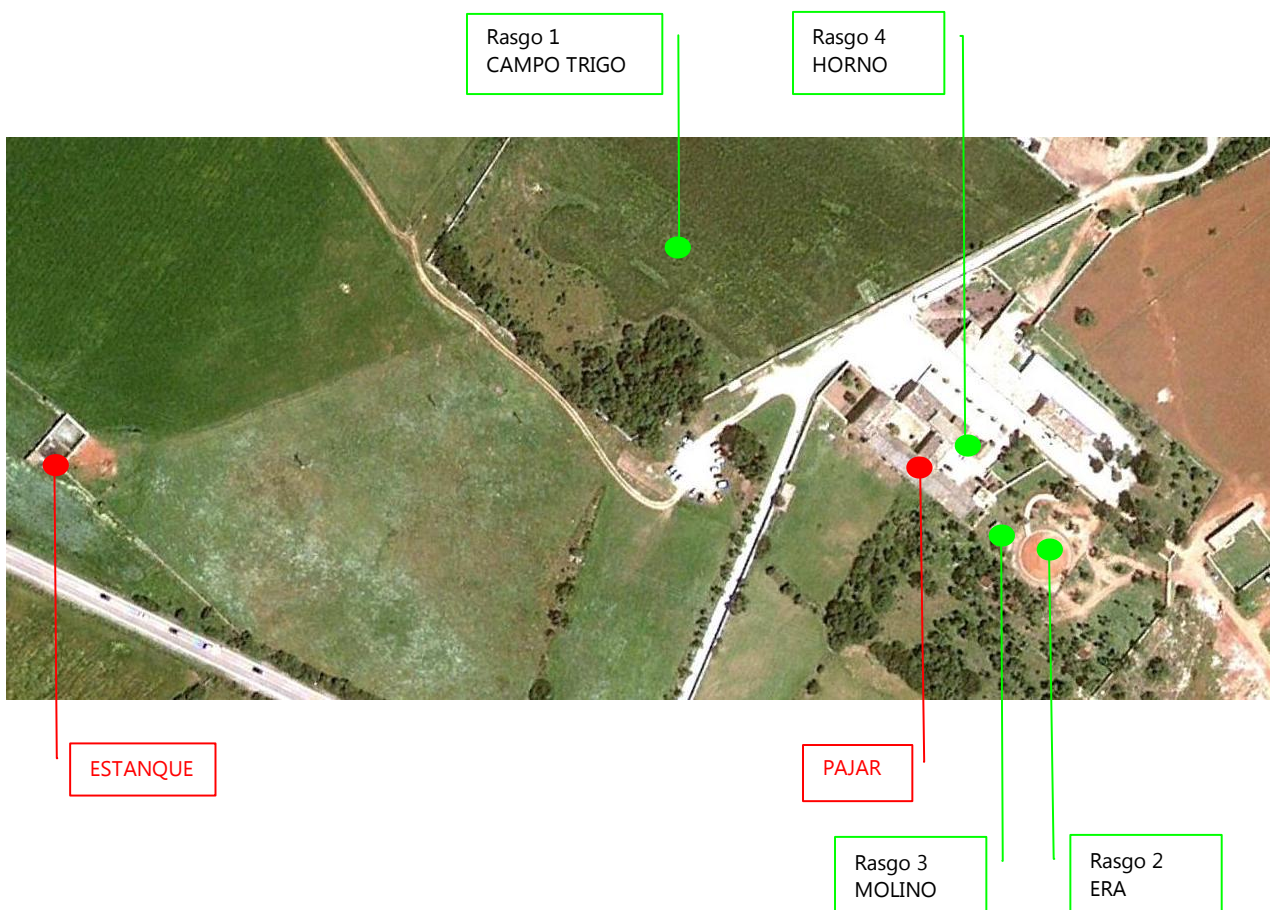 Rasgo 1
CAMPO TRIGO
Rasgo 4
HORNO
ESTANQUE
PAJAR
Rasgo 3
MOLINO
Rasgo 2
ERA